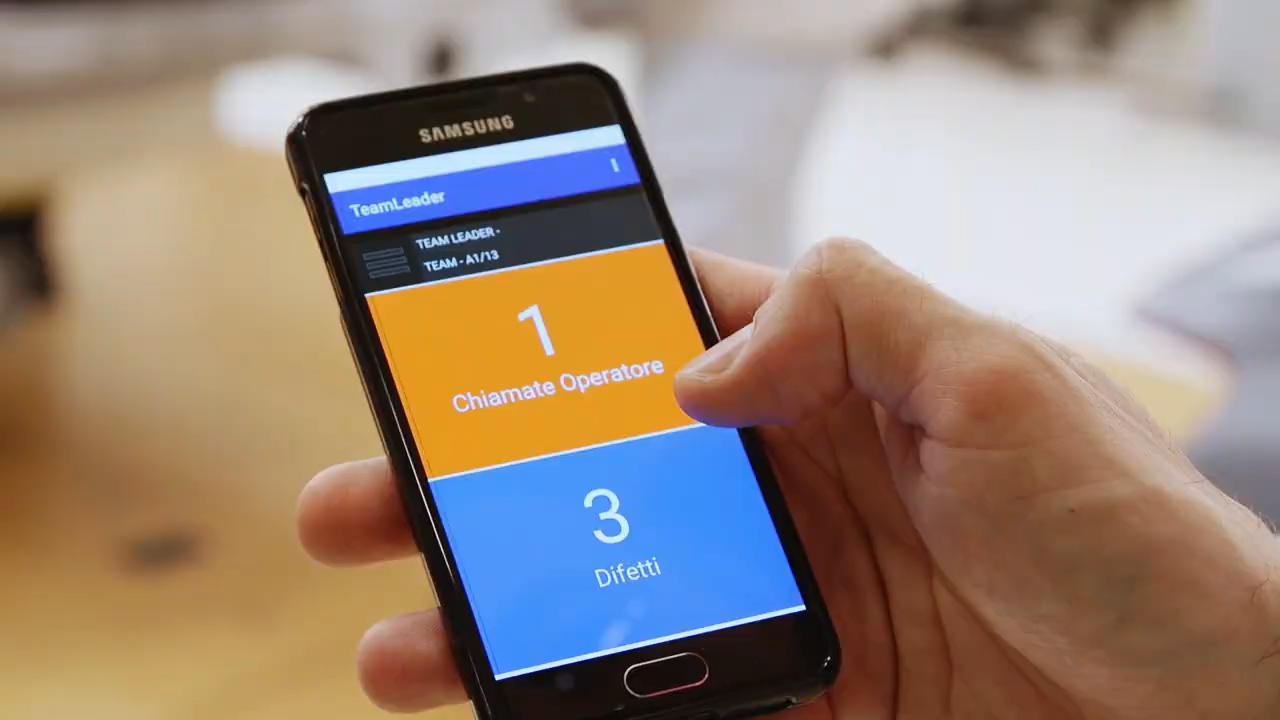 SAMSUNG
TeamLeader
TEAM LEADER -
TEAM - A1/13
1
Chiamate Operatore
3
Difetti